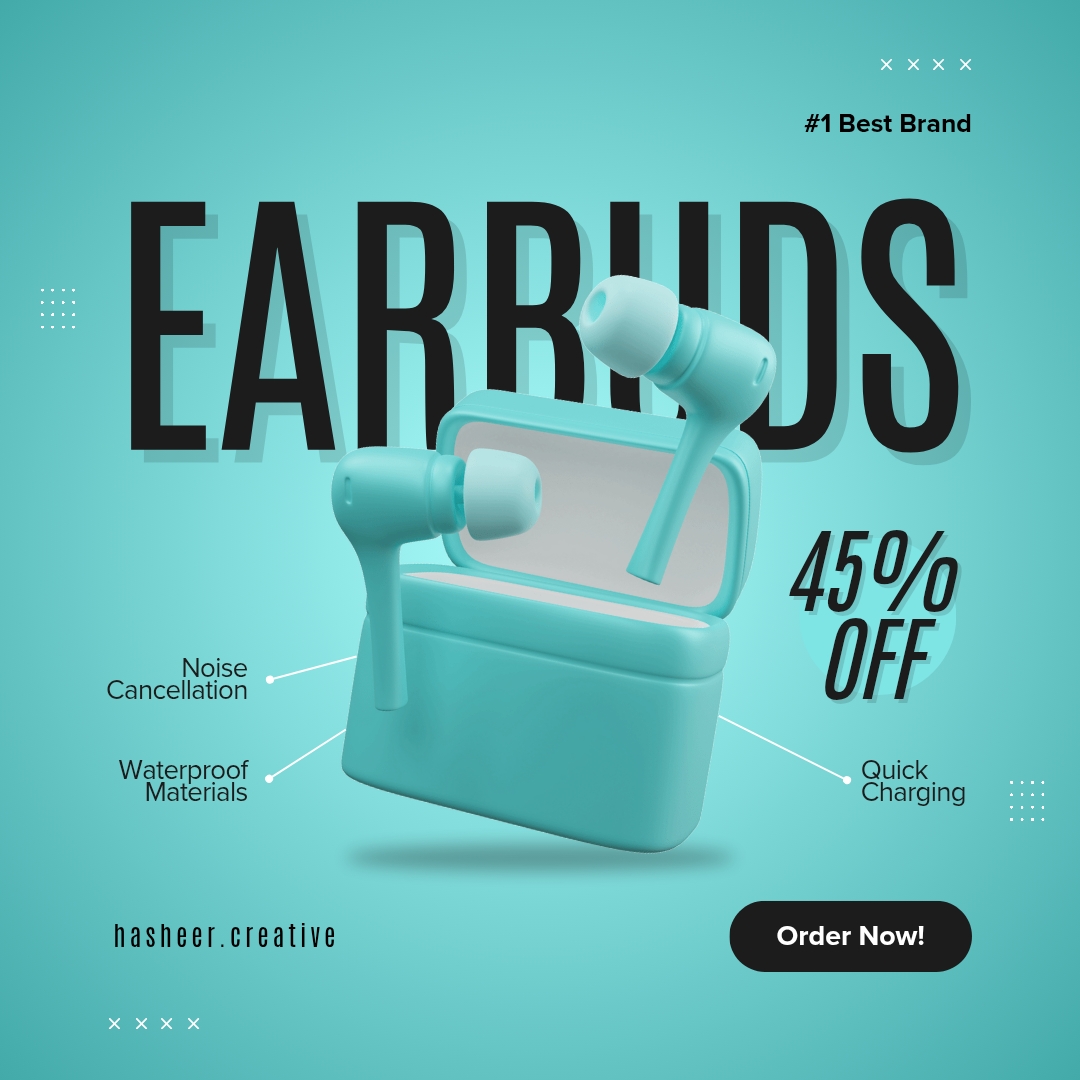 #1 Best Brand
EARBUDS
45%
OFF
Noise
Cancellation
Waterproof
Materials
Quick
Charging
hasheer.creative
Order Now!